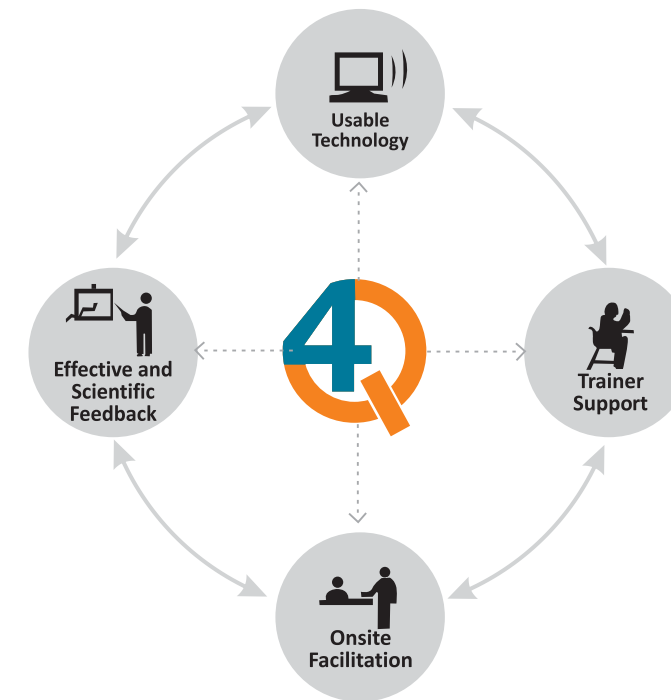 Usable
Technology
Effective and
Scientific
Feedback
4Q
Trainer
Support
Onsite
Facilitation